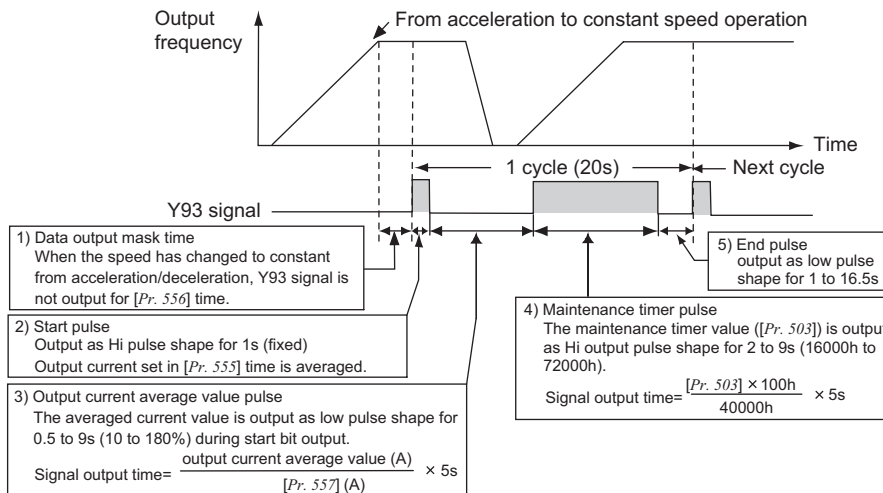 Output
frequency
From acceleration to constant speed operation
Time
1 cycle (20s)
Next cycle
Y93 signal
1) Data output mask time
When the speed has changed to constant
from acceleration/deceleration, Y93 signal is
not output for [Pr. 556] time.
2) Start pulse
Output as Hi pulse shape for 1s (fixed)
Output current set in [Pr. 555] time is averaged.
3) Output current average value pulse
The averaged current value is output as low pulse shape for
0.5 to 9s (10 to 180%) during start bit output.
Signal output time= output current average value (A) × 5s
[Pr. 557] (A)
5) End pulse
output as low pulse
shape for 1 to 16.5s
4) Maintenance timer pulse
The maintenance timer value ([Pr. 503]) is output
as Hi output pulse shape for 2 to 9s (16000h to
72000h).
Signal output time= [Pr. 503] × 100h × 5s
40000h